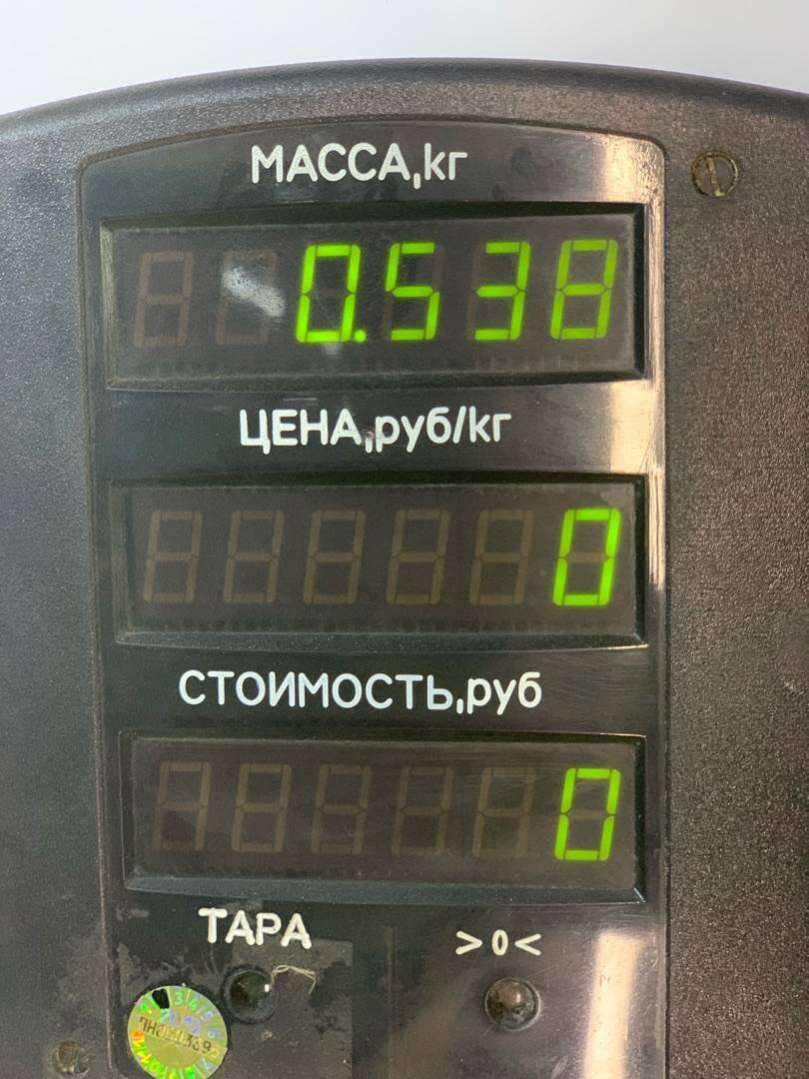 МАССА,кг
0.538
ЦЕНА,руб/кг
0
СТОИМОСТЬ,руб
0
ТАРА >0<